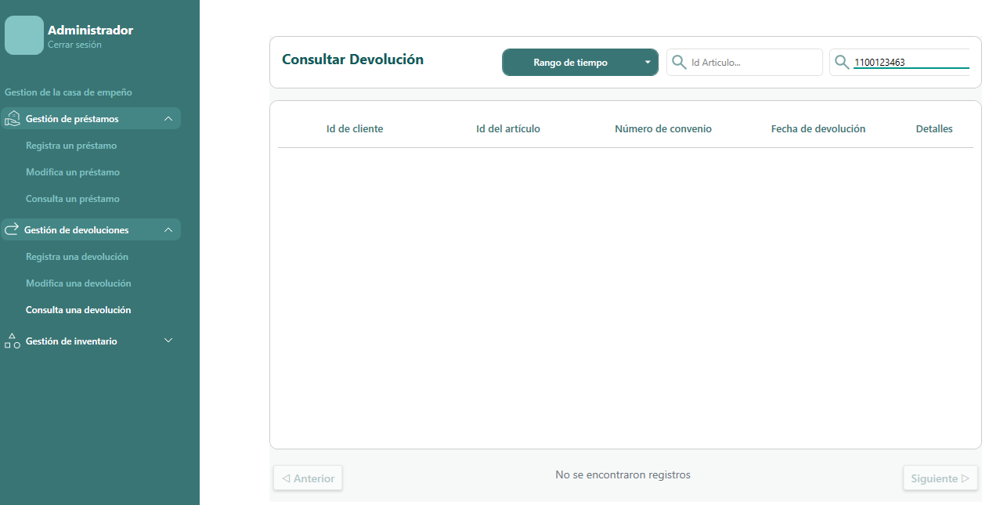 Administrador
Cerrar sesión
Gestion de la casa de empeño
Gestión de préstamos
Registra un préstamo
Modifica un préstamo
Consulta un préstamo
Gestión de devoluciones
Registra una devolución
Modifica una devolución
Consulta una devolución
Gestión de inventario
Consultar Devolución
Rango de tiempo
Id Articulo...
1100123463
Id de cliente
Id del artículo
Número de convenio
Fecha de devolución
Detalles
Anterior
No se encontraron registros
Siguiente